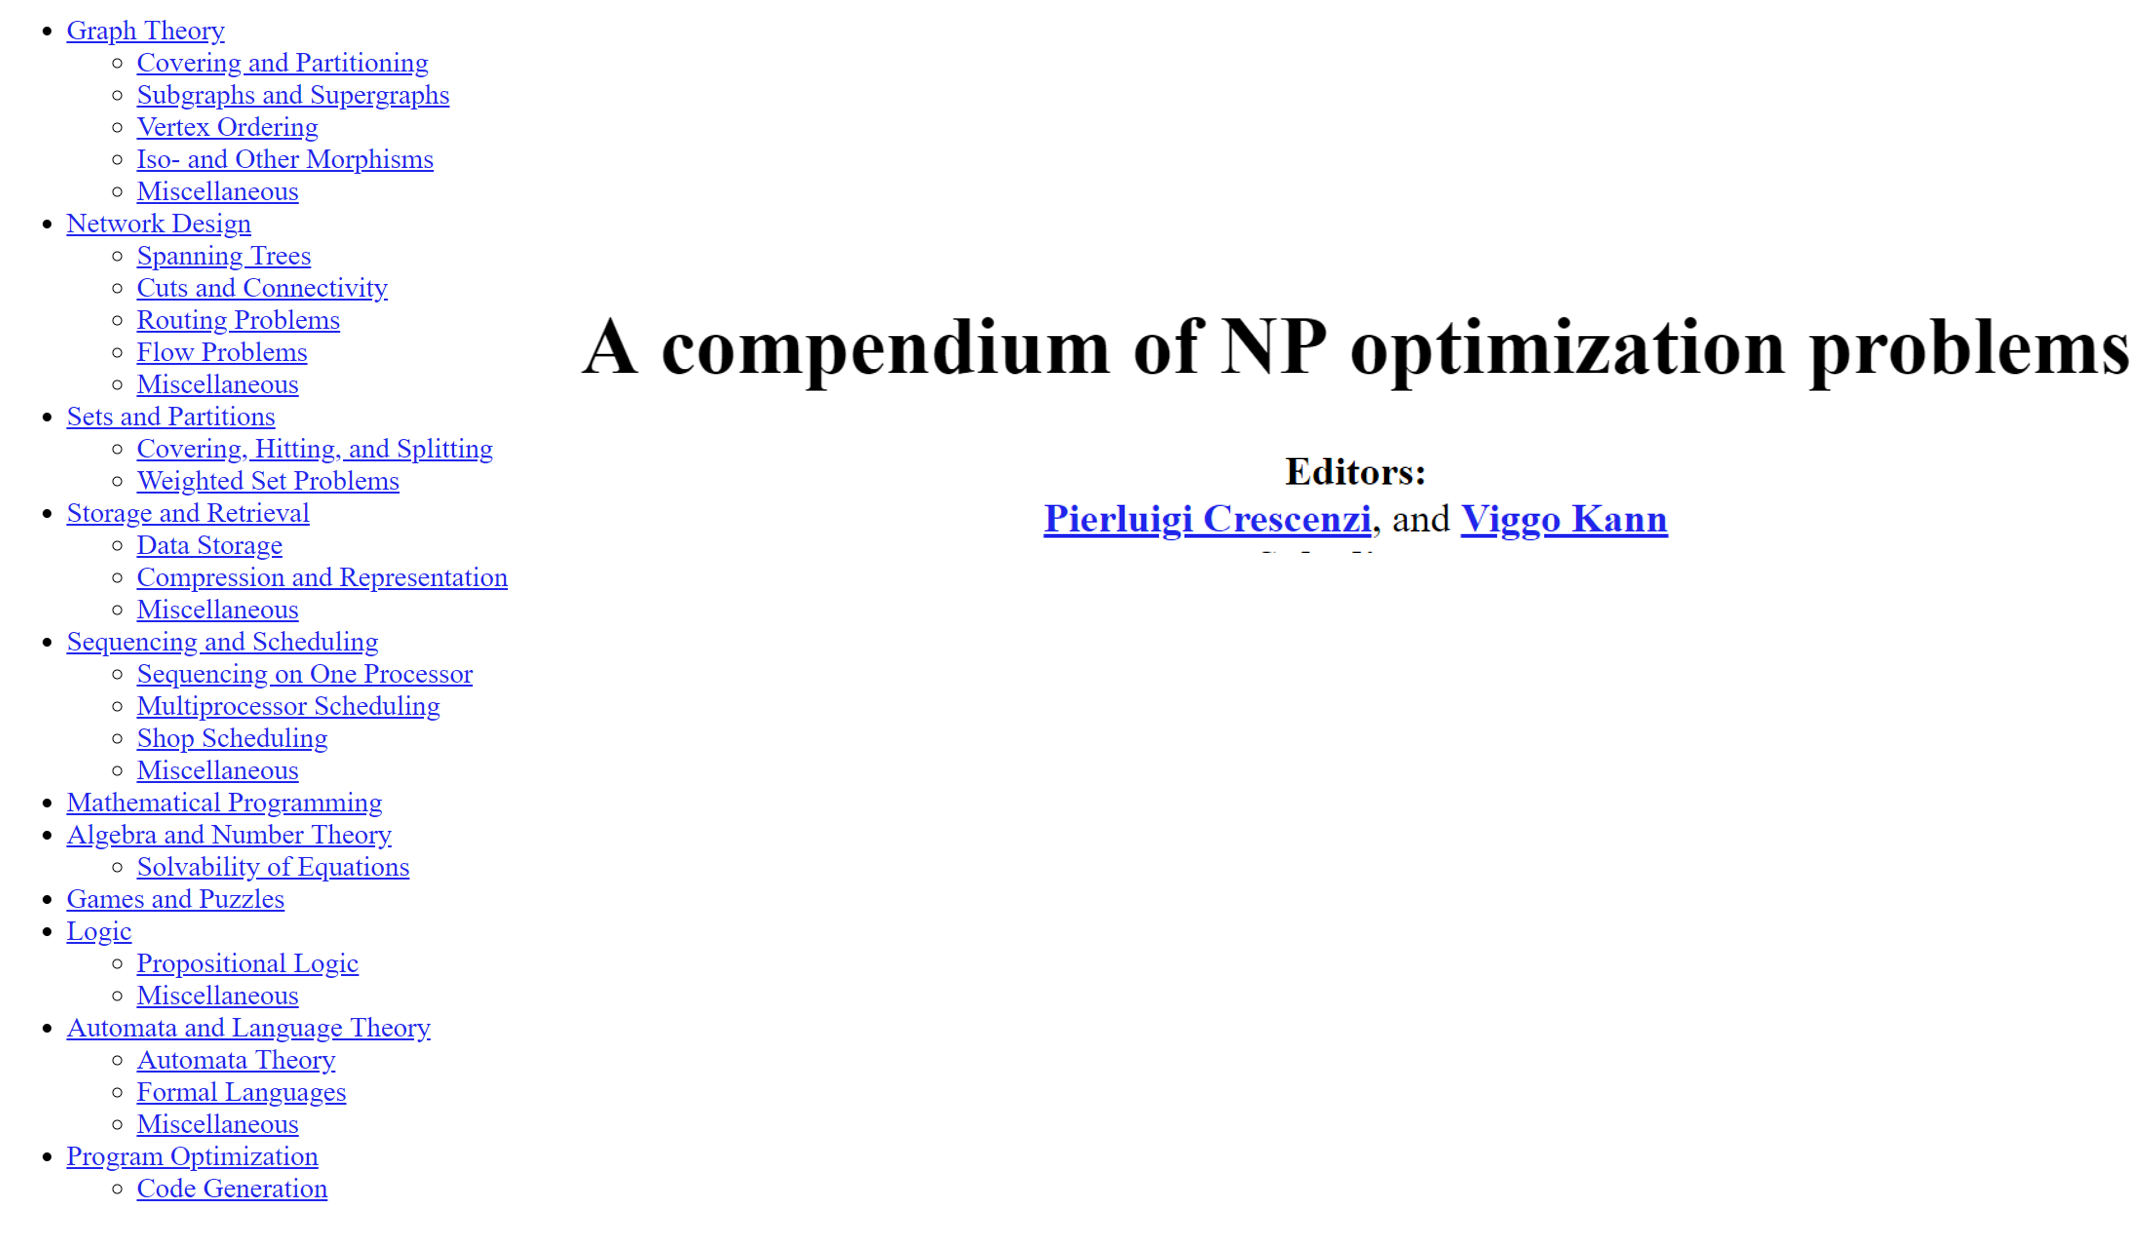 Graph Theory
Covering and Partitioning
Subgraphs and Supergraphs
Vertex Ordering
Iso- and Other Morphisms
Miscellaneous
Network Design
Spanning Trees
Cuts and Connectivity
Routing Problems
Flow Problems
Miscellaneous
Sets and Partitions
Covering, Hitting, and Splitting
Weighted Set Problems
Storage and Retrieval
Data Storage
Compression and Representation
Miscellaneous
Sequencing and Scheduling
Sequencing on One Processor
Multiprocessor Scheduling
Shop Scheduling
Miscellaneous
Mathematical Programming
Algebra and Number Theory
Solvability of Equations
Games and Puzzles
Logic
Propositional Logic
Miscellaneous
Automata and Language Theory
Automata Theory
Formal Languages
Miscellaneous
Program Optimization
Code Generation
A compendium of NP optimization problems
Editors:
Pierluigi Crescenzi, and Viggo Kann